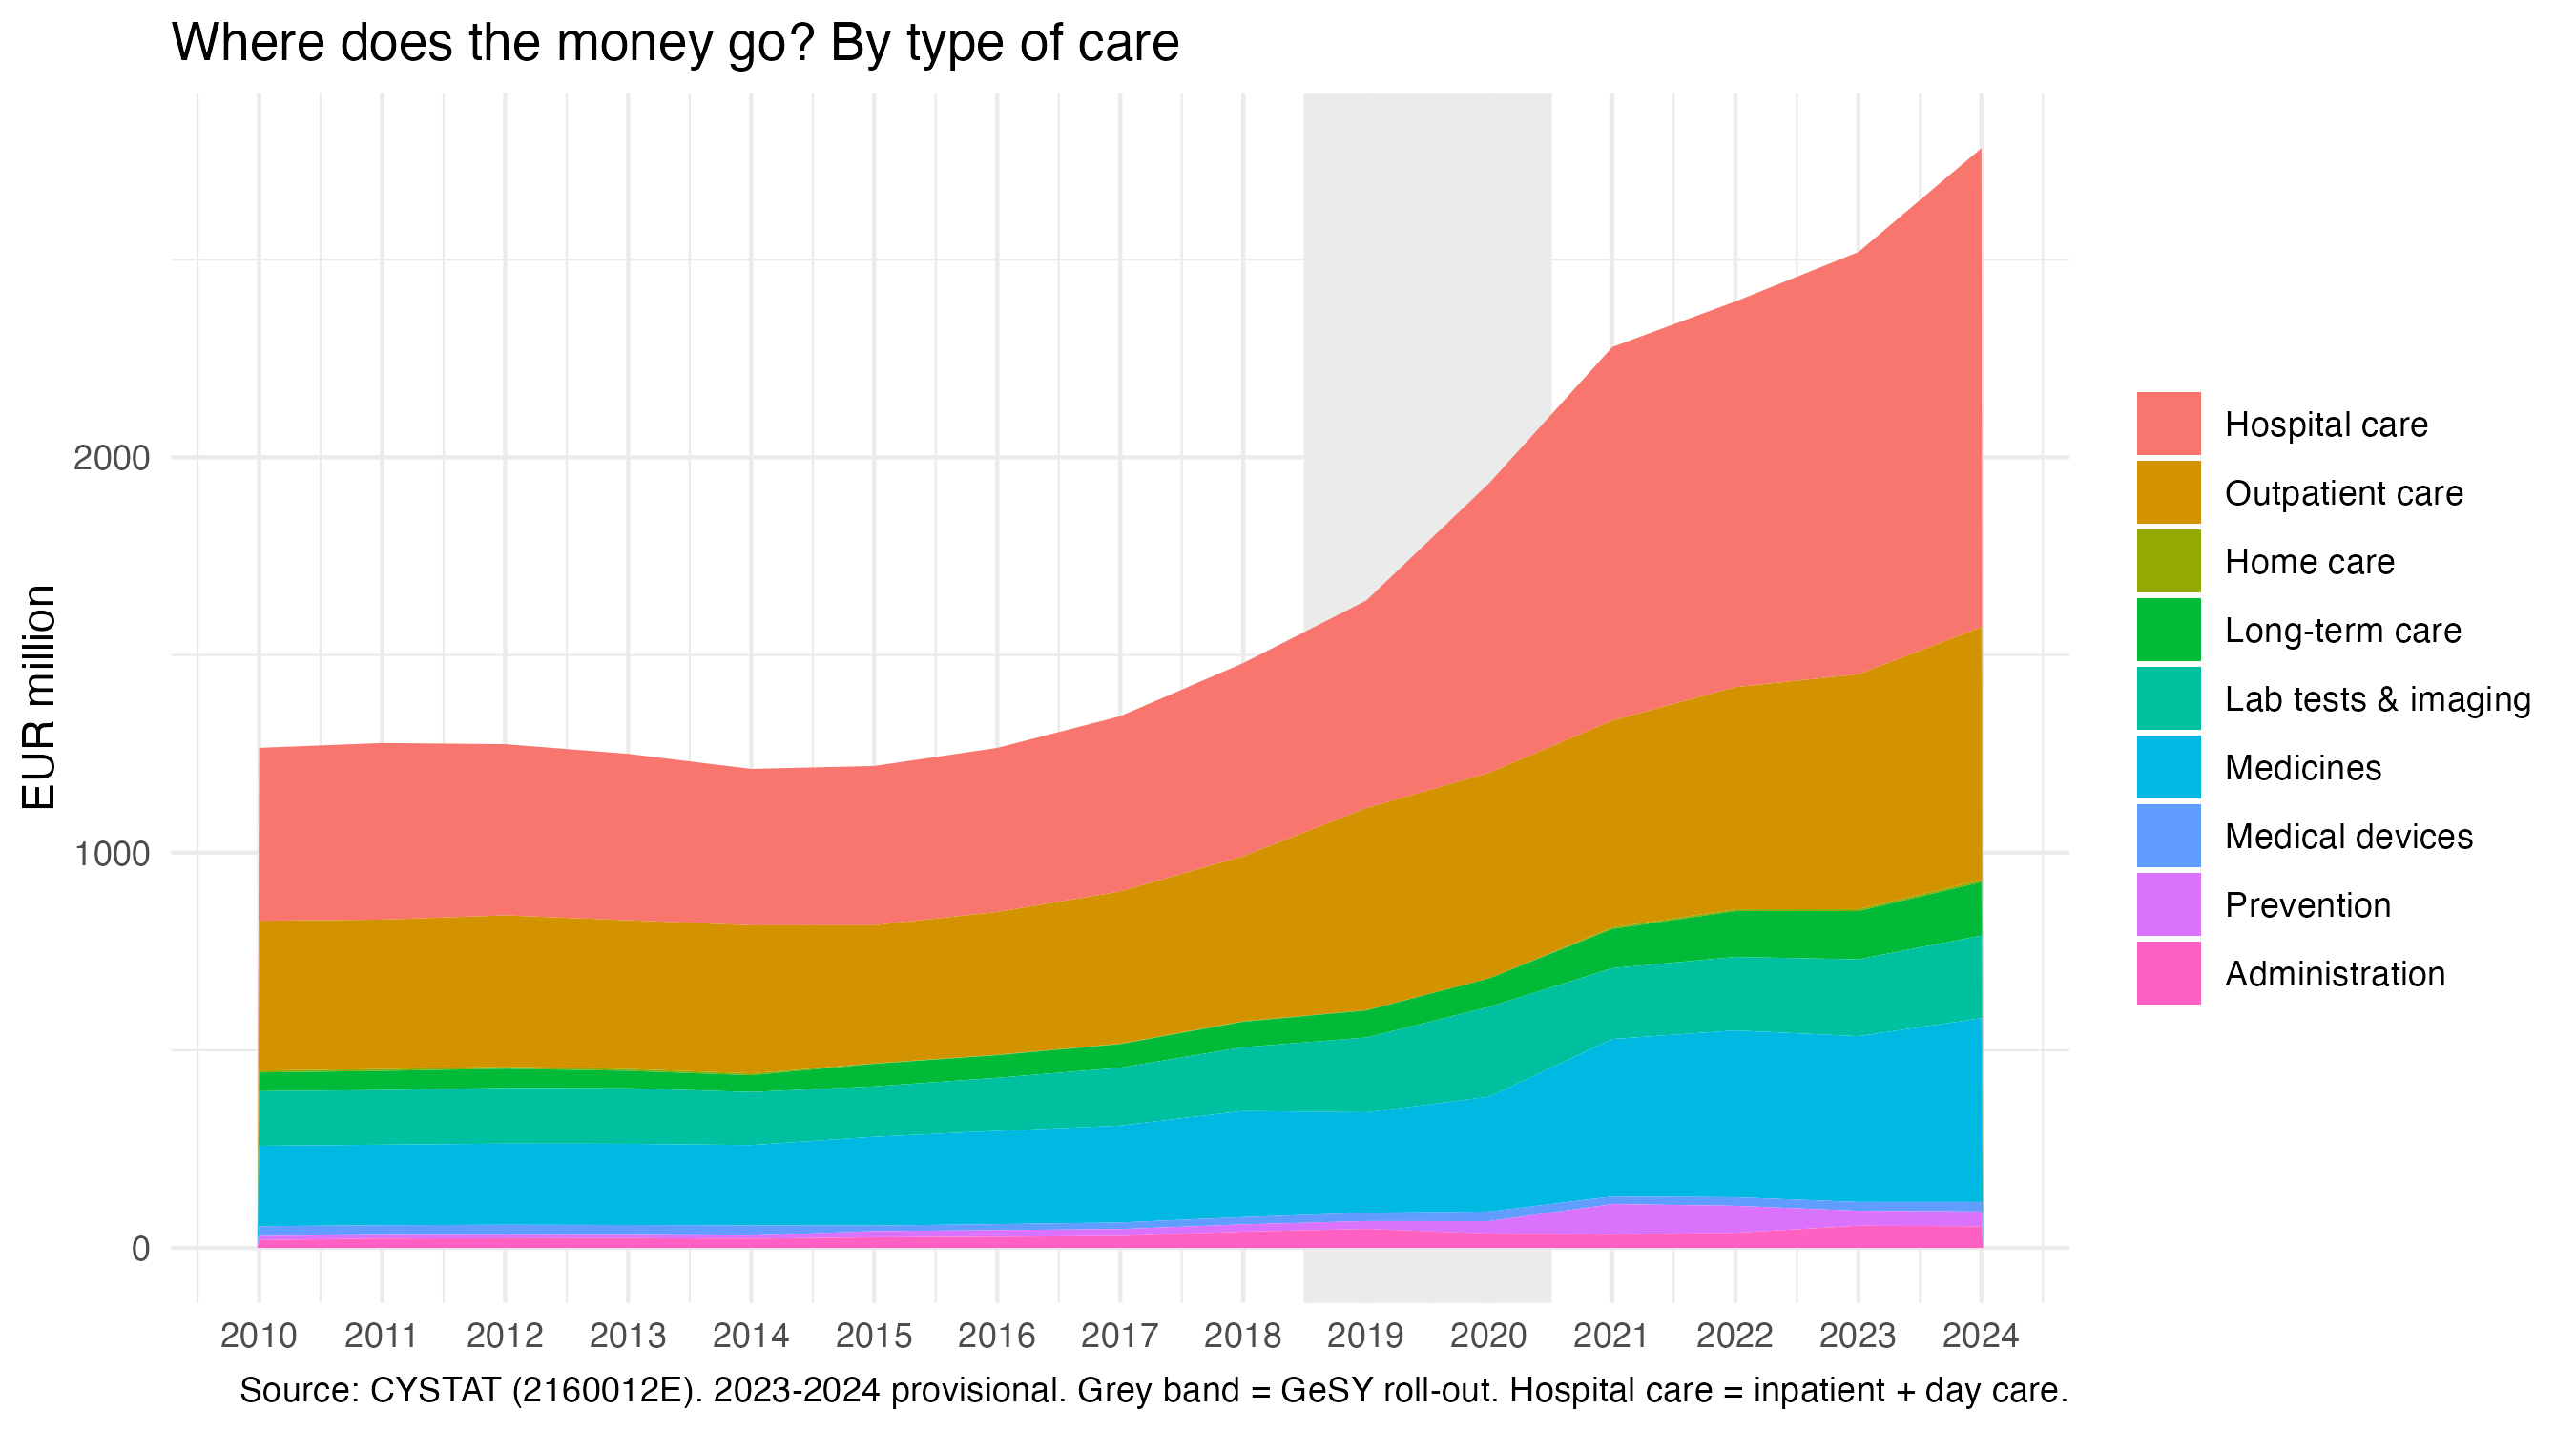 Where does the money go? By type of care
EUR million
2000
1000
0
2010 2011 2012 2013 2014 2015 2016 2017 2018 2019 2020 2021 2022 2023 2024
Hospital care
Outpatient care
Home care
Long-term care
Lab tests & imaging
Medicines
Medical devices
Prevention
Administration
Source: CYSTAT (2160012E). 2023-2024 provisional. Grey band = GeSY roll-out. Hospital care = inpatient + day care.